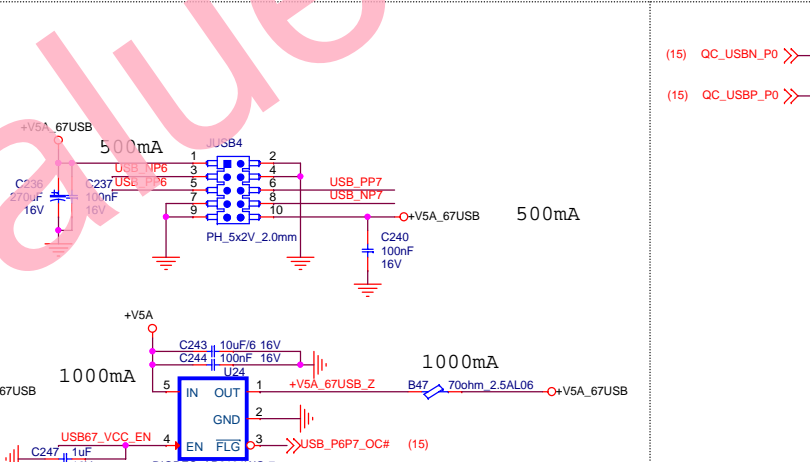 (15) QC_USBN_P0
(15) QC_USBP_P0
+V5A_67USB
500mA
JUSB4
1 2
USB_NP6 3 4
C236 C237 USB_PP6 5 6 USB_PP7
270uF 100nF 7 8 USB_NP7
16V 16V 9 10 +V5A_67USB 500mA
PH_5x2V_2.0mm
C240
100nF
16V
+V5A
C243 10uF/6 16V
C244 100nF 16V
1000mA
1000mA
U24
67USB
5 IN OUT 1 +V5A_67USB_Z B47 70ohm_2.5AL06 +V5A_67USB
GND 2
USB67_VCC_EN 4 EN FLG 3 USB_P6P7_OC# (15)
C247 1uF